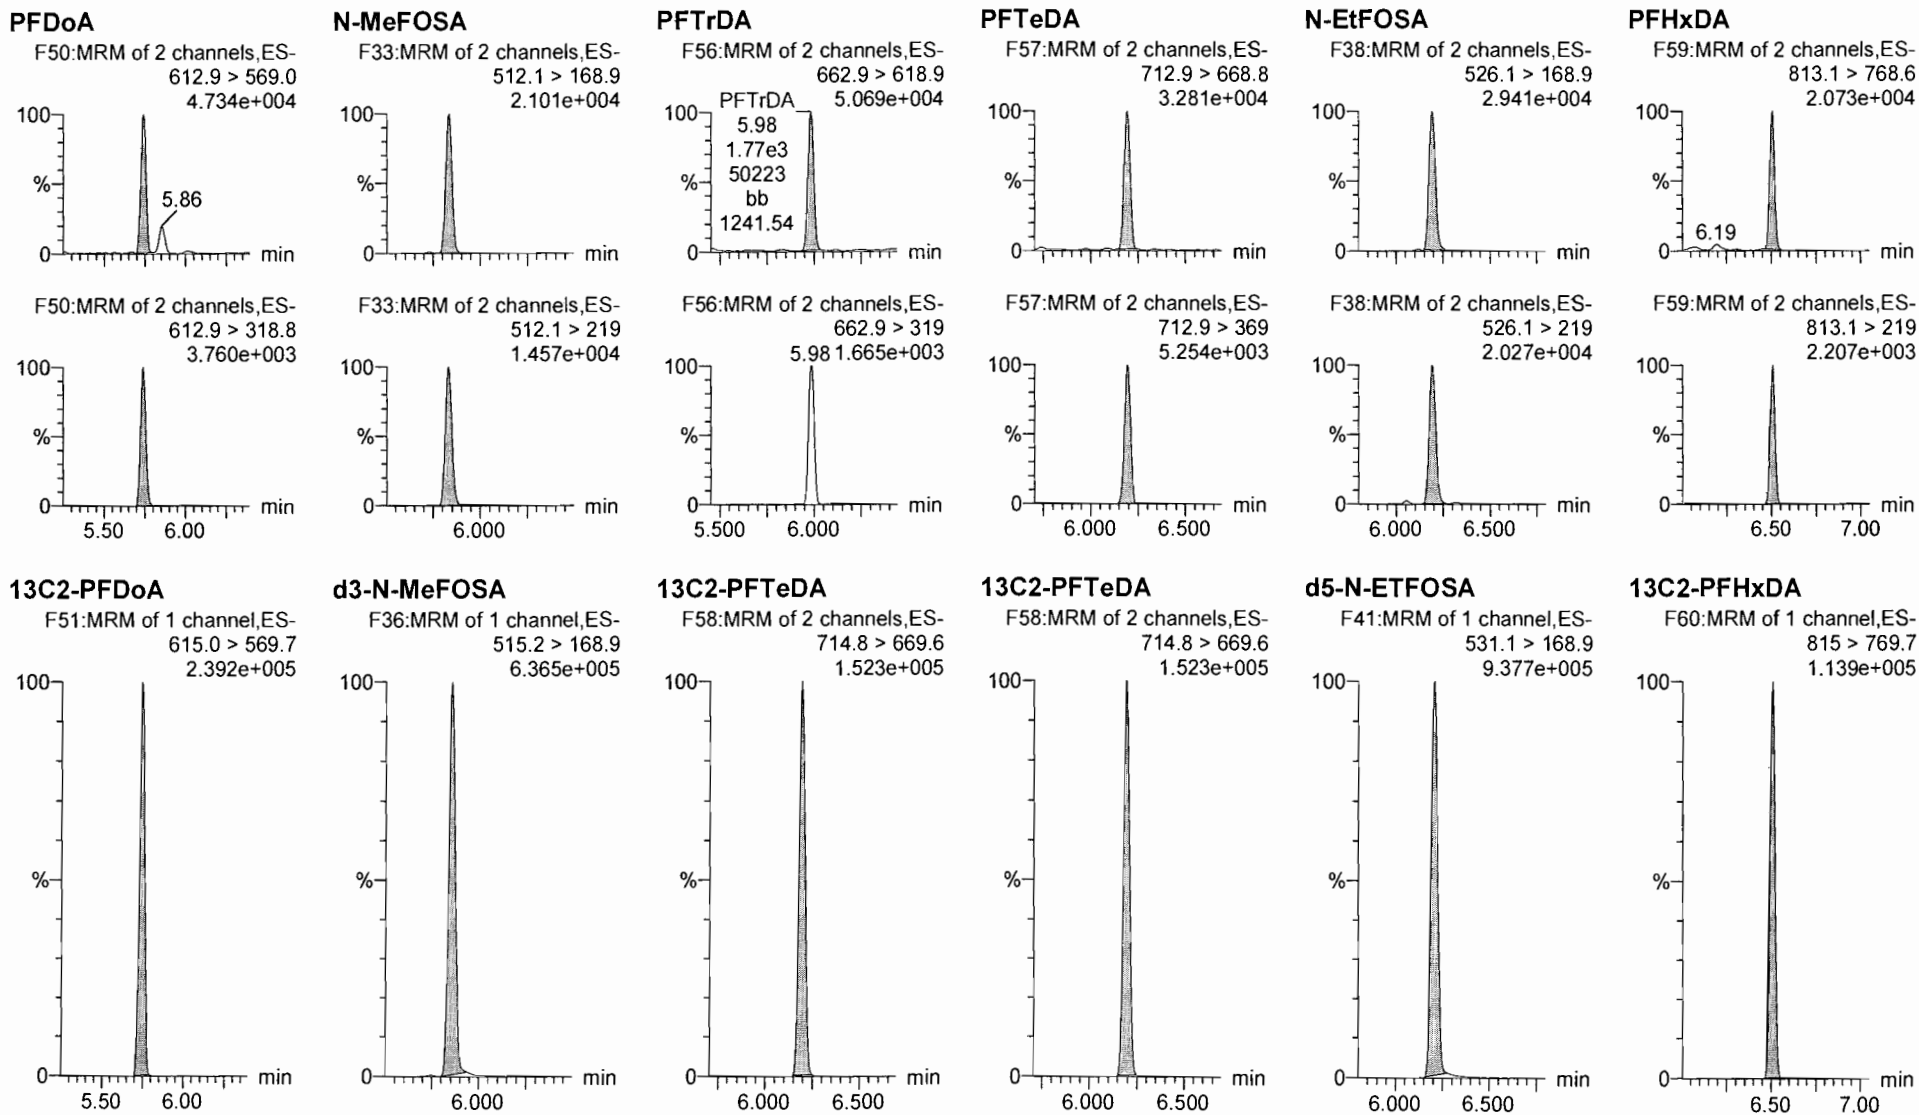 PFDoA
F50:MRM of 2 channels,ES-
612.9 > 569.0
4.734e+004
100
%
5.86
0
min
N-MeFOSA
F33:MRM of 2 channels,ES-
512.1 > 168.9
2.101e+004
100
%
0
min
PFTrDA
F56:MRM of 2 channels,ES-
662.9 > 618.9
PFTrDA 5.069e+004
100
5.98
1.77e3
%
50223
bb
1241.54
0
min
PFTeDA
F57:MRM of 2 channels,ES-
712.9 > 668.8
3.281e+004
100
%
0
min
N-EtFOSA
F38:MRM of 2 channels,ES-
526.1 > 168.9
2.941e+004
100
%
0
min
PFHxDA
F59:MRM of 2 channels,ES-
813.1 > 768.6
2.073e+004
100
%
6.19
0
min
F50:MRM of 2 channels,ES-
612.9 > 318.8
3.760e+003
100
%
0
min
5.50 6.00
F33:MRM of 2 channels,ES-
512.1 > 219
1.457e+004
100
%
0
min
6.000
F56:MRM of 2 channels,ES-
662.9 > 319
5.98 1.665e+003
100
%
0
min
5.500 6.000
F57:MRM of 2 channels,ES-
712.9 > 369
5.254e+003
100
%
0
min
6.000 6.500
F38:MRM of 2 channels,ES-
526.1 > 219
2.027e+004
100
%
0
min
6.000 6.500
F59:MRM of 2 channels,ES-
813.1 > 219
2.207e+003
100
%
0
min
6.50 7.00
13C2-PFDoA
F51:MRM of 1 channel,ES-
615.0 > 569.7
2.392e+005
100
%
0
min
5.50 6.00
d3-N-MeFOSA
F36:MRM of 1 channel,ES-
515.2 > 168.9
6.365e+005
100
%
0
min
6.000
13C2-PFTeDA
F58:MRM of 2 channels,ES-
714.8 > 669.6
1.523e+005
100
%
0
min
6.000 6.500
13C2-PFTeDA
F58:MRM of 2 channels,ES-
714.8 > 669.6
1.523e+005
100
%
0
min
6.000 6.500
d5-N-ETFOSA
F41:MRM of 1 channel,ES-
531.1 > 168.9
9.377e+005
100
%
0
min
6.000 6.500
13C2-PFHxDA
F60:MRM of 1 channel,ES-
815 > 769.7
1.139e+005
100
%
0
min
6.50 7.00